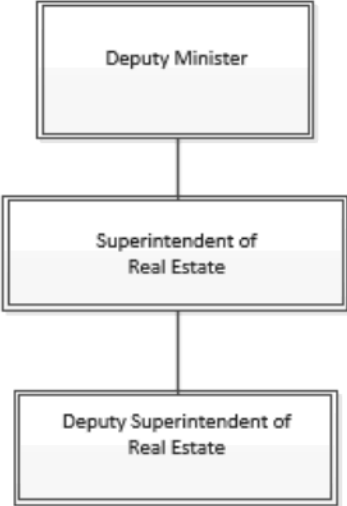 Deputy Minister
Superintendent of
Real Estate
Deputy Superintendent of
Real Estate